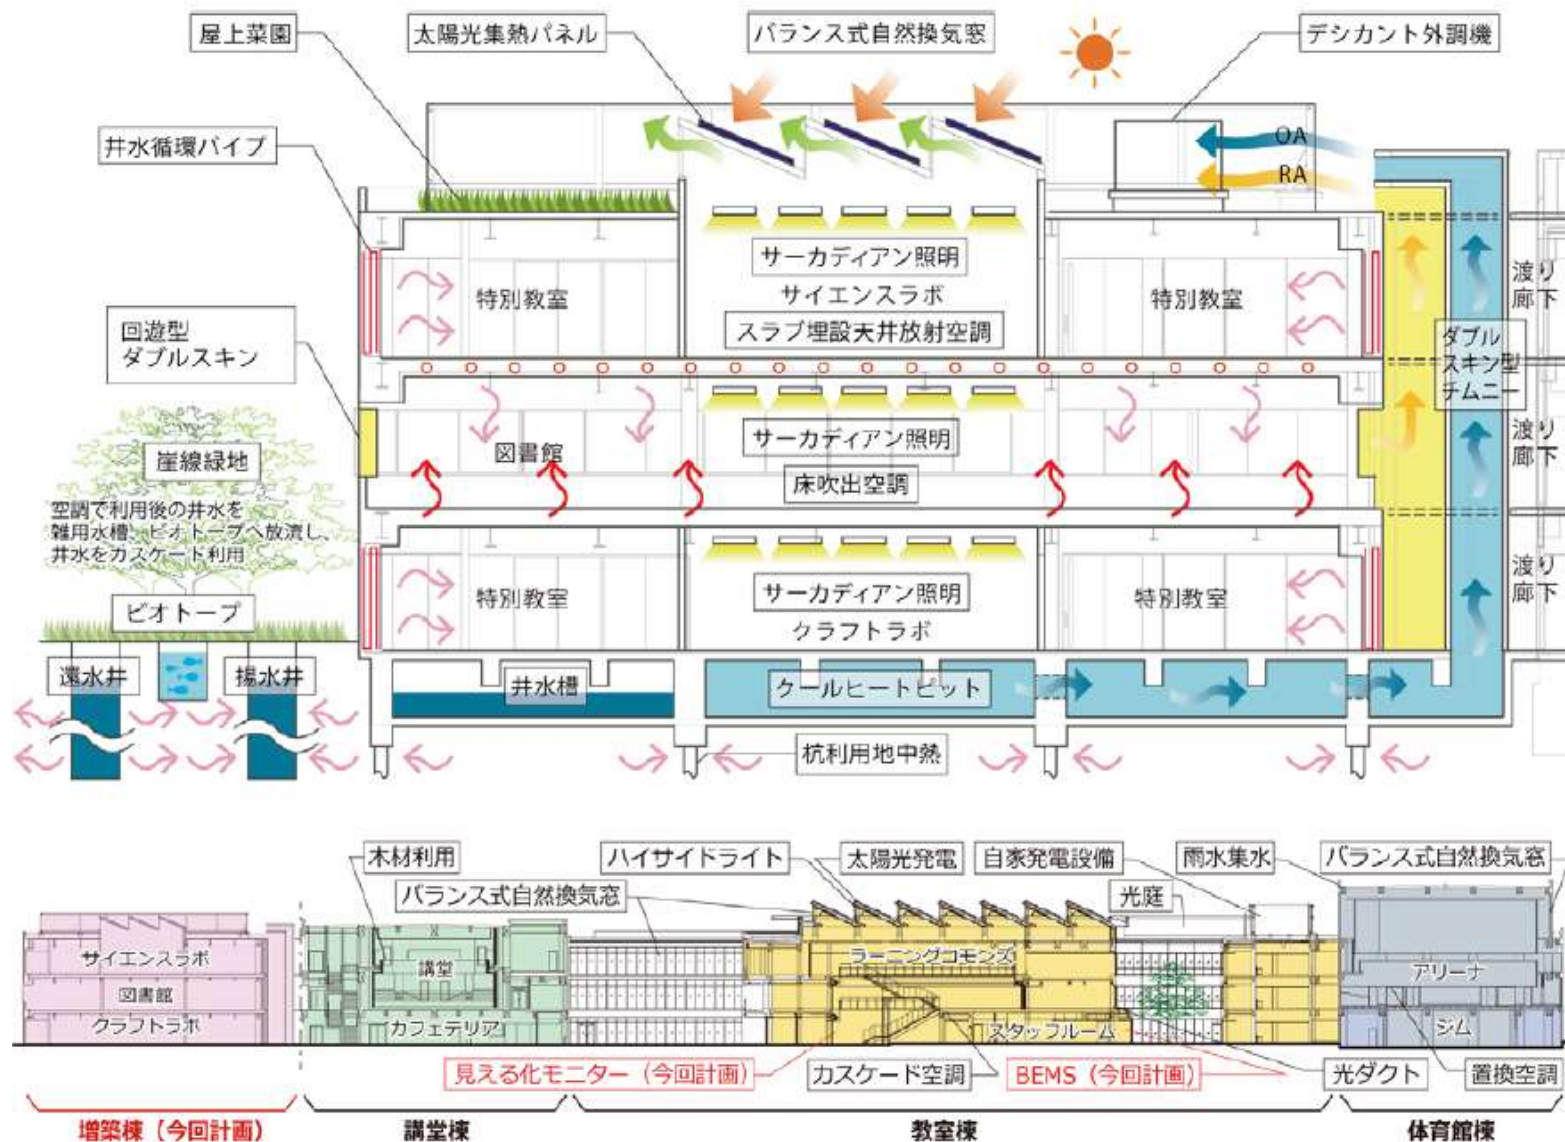 屋上菜園
太陽光集熱パネル
バランス式自然換気窓
デシカント外調機
井水循環パイプ
OA
RA
サーカディアン照明
サイエンスラボ
スラブ埋設天井放射空調
特別教室
特別教室
渡り
廊下
回遊型
ダブルスキン
ダブル
スキン型
チムニー
図書館
サーカディアン照明
床吹出空調
渡り
廊下
崖線緑地
空調で利用後の井水を
雑用水槽、ビオトープへ放流し、
井水をカスケード利用
特別教室
サーカディアン照明
クラフトラボ
特別教室
渡り
廊下
ビオトープ
還水井
揚水井
井水槽
クールヒートピット
杭利用地中熱
木材利用
ハイサイドライト
太陽光発電
自家発電設備
雨水集水
バランス式自然換気窓
バランス式自然換気窓
光庭
サイエンスラボ
図書館
クラフトラボ
講堂
カフェテリア
ラーニングコモンズ
スタッフルーム
アリーナ
ジム
見える化モニター(今回計画)
カスケード空調
BEMS(今回計画)
光ダクト
置換空調
増築棟(今回計画)
講堂棟
教室棟
体育館棟